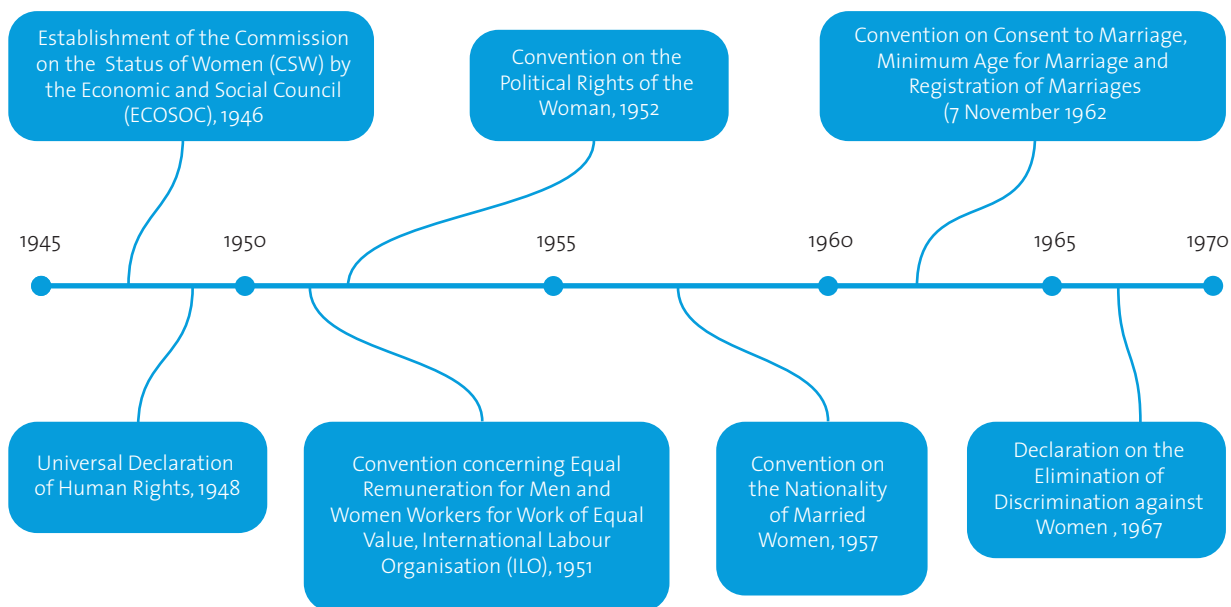 Establishment of the Commission
on the Status of Women (CSW) by
the Economic and Social Council
(ECOSOC), 1946
Convention on the
Political Rights of the
Woman, 1952
Convention on Consent to Marriage,
Minimum Age for Marriage and
Registration of Marriages
(7 November 1962
1945
1950
1955
1960
1965
1970
Universal Declaration
of Human Rights, 1948
Convention concerning Equal
Remuneration for Men and
Women Workers for Work of Equal
Value, International Labour
Organisation (ILO), 1951
Convention on
the Nationality
of Married
Women, 1957
Declaration on the
Elimination of
Discrimination against
Women , 1967